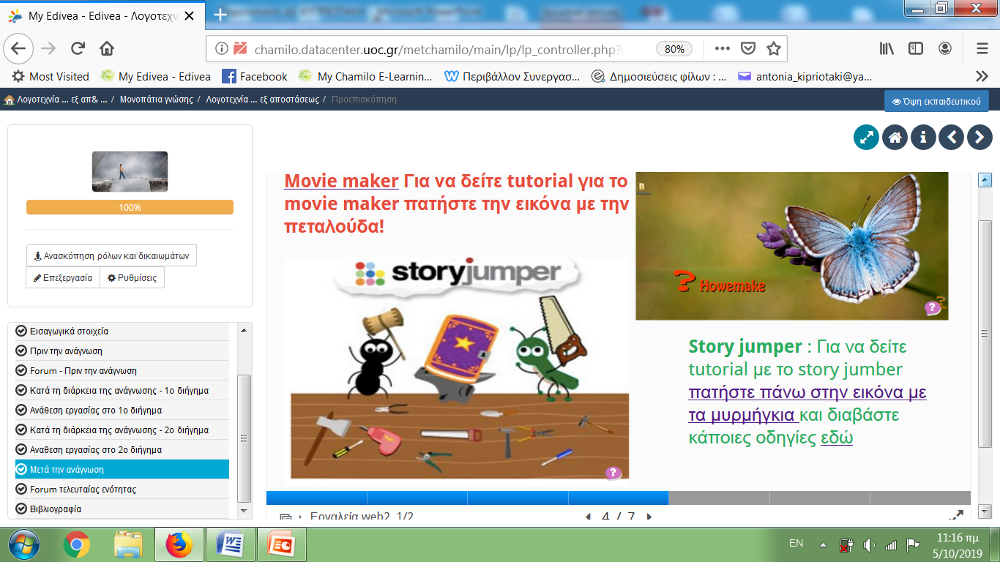 My Edivea - Edivea - Λογοτεχν
chamilo.datacenter.uoc.gr/metchamilo/main/lp/lp_controller.php?c
80%
Most Visited
My Edivea - Edivea
Facebook
My Chamilo E-Learnin...
Περιβάλλον Συνεργασ...
Δημοσιεύσεις φίλων : ...
antonia_kipriotaki@ya...
Λογοτεχνία ... εξ απ& ... / Μονοπάτια γνώσης / Λογοτεχνία ... εξ αποστάσεως / Προεπισκόπηση
Όψη εκπαιδευτικού
100%
Ανασκόπηση ρόλων και δικαιωμάτων
Επεξεργασία
Ρυθμίσεις
Εισαγωγικά στοιχεία
Πριν την ανάγνωση
Forum - Πριν την ανάγνωση
Κατά τη διάρκεια της ανάγνωσης - 1ο διήγημα
Ανάθεση εργασίας στο 1ο διήγημα
Κατά τη διάρκεια της ανάγνωσης - 2ο διήγημα
Αναθεση εργασίας στο 2ο διήγημα
Μετά την ανάγνωση
Forum τελευταίας ενότητας
Βιβλιογραφία
Movie maker Για να δείτε tutorial για το
movie maker πατήστε την εικόνα με την
πεταλούδα!
storyjumper
? Howemake
Story jumper : Για να δείτε
tutorial με το story jumber
πατήστε πάνω στην εικόνα με
τα μυρμήγκια και διαβάστε
κάποιες οδηγίες εδώ
Εργαλεία web2_1/2
4 / 7
EN
11:16 πμ
5/10/2019